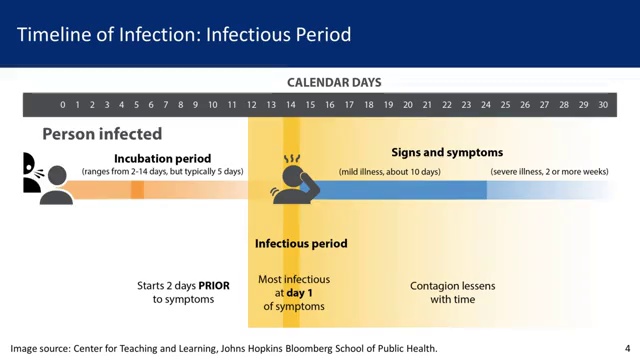 Timeline of Infection: Infectious Period
CALENDAR DAYS
0 1 2 3 4 5 6 7 8 9 10 11 12 13 14 15 16 17 18 19 20 21 22 23 24 25 26 27 28 29 30
Person infected
Incubation period
(ranges from 2-14 days, but typically 5 days)
Signs and symptoms
(mild illness, about 10 days)
(severe illness, 2 or more weeks)
Infectious period
Starts 2 days PRIOR
to symptoms
Most infectious
at day 1
of symptoms
Contagion lessens
with time
Image source: Center for Teaching and Learning, Johns Hopkins Bloomberg School of Public Health.
4